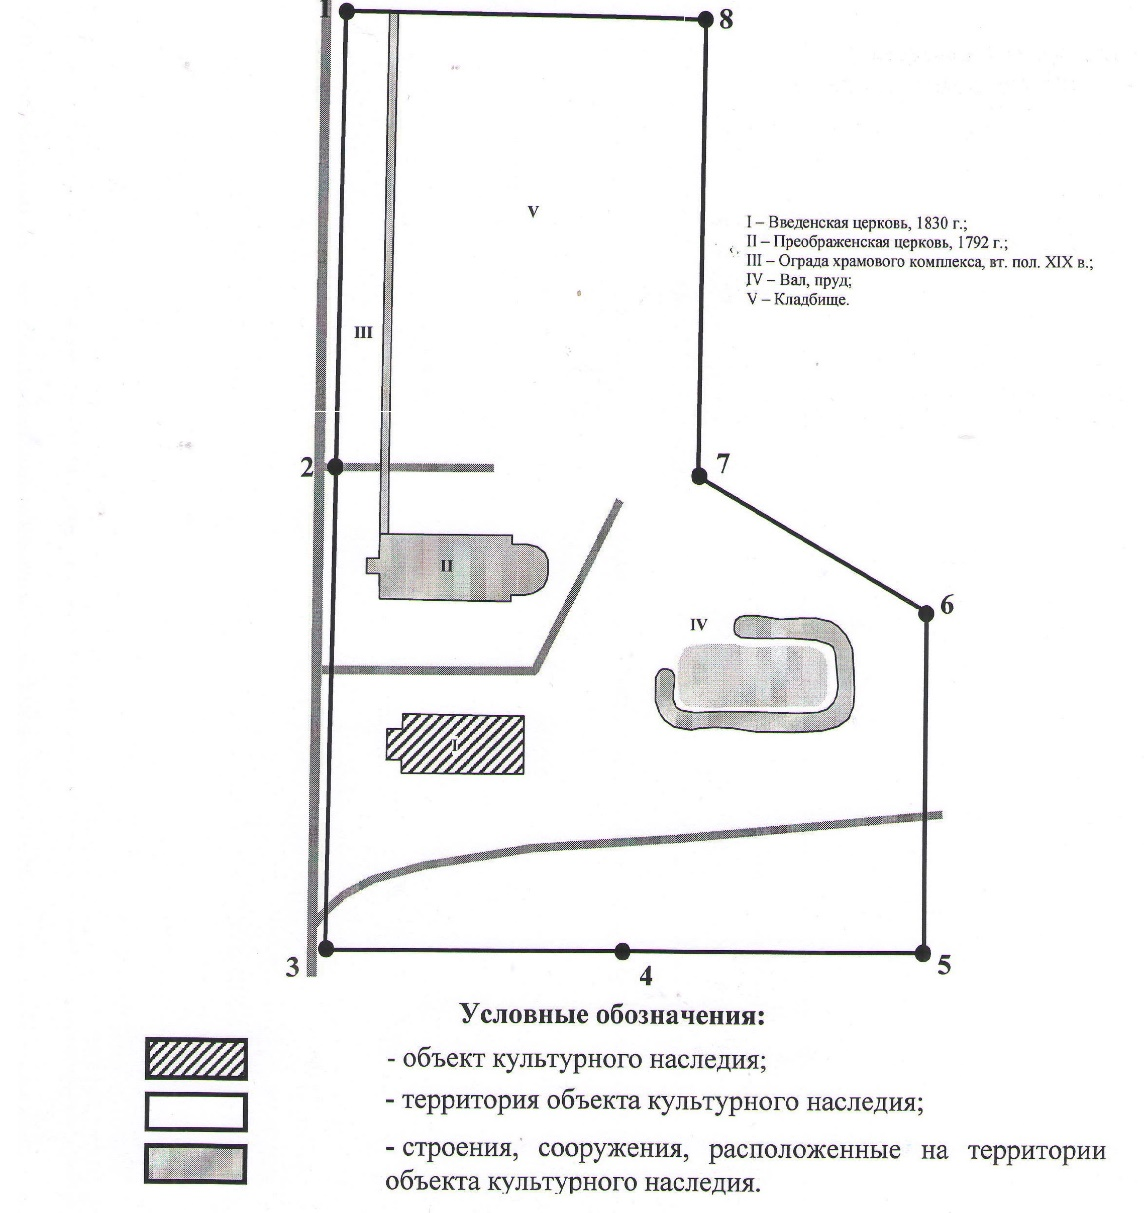 1
8
V
I – Введенская церковь, 1830 г.;
II – Преображенская церковь, 1792 г.;
III – Ограда храмового комплекса, вт. пол. XIX в.;
IV – Вал, пруд;
V – Кладбище.
III
2
7
II
6
IV
I
3
4
5
Условные обозначения:
- объект культурного наследия;
- территория объекта культурного наследия;
- строения, сооружения, расположенные на территории
объекта культурного наследия.